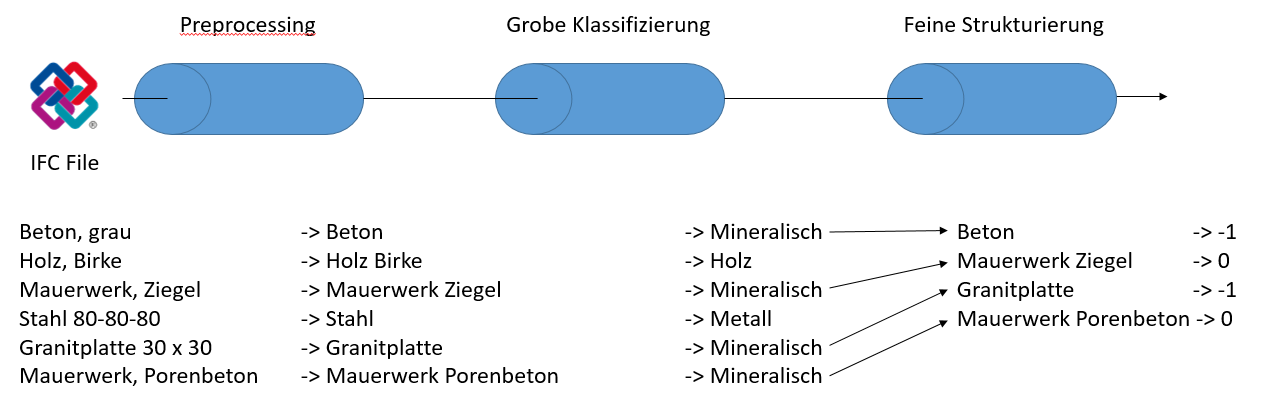 Preprocessing Grobe Klassifizierung Feine Strukturierung
®
IFC File
Beton, grau -> Beton -> Mineralisch Beton -> -1
Holz, Birke -> Holz Birke -> Holz Mauerwerk Ziegel -> 0
Mauerwerk, Ziegel -> Mauerwerk Ziegel -> Mineralisch Granitplatte -> -1
Stahl 80-80-80 -> Stahl -> Metall Mauerwerk Porenbeton -> 0
Granitplatte 30 x 30 -> Granitplatte -> Mineralisch
Mauerwerk, Porenbeton -> Mauerwerk Porenbeton -> Mineralisch